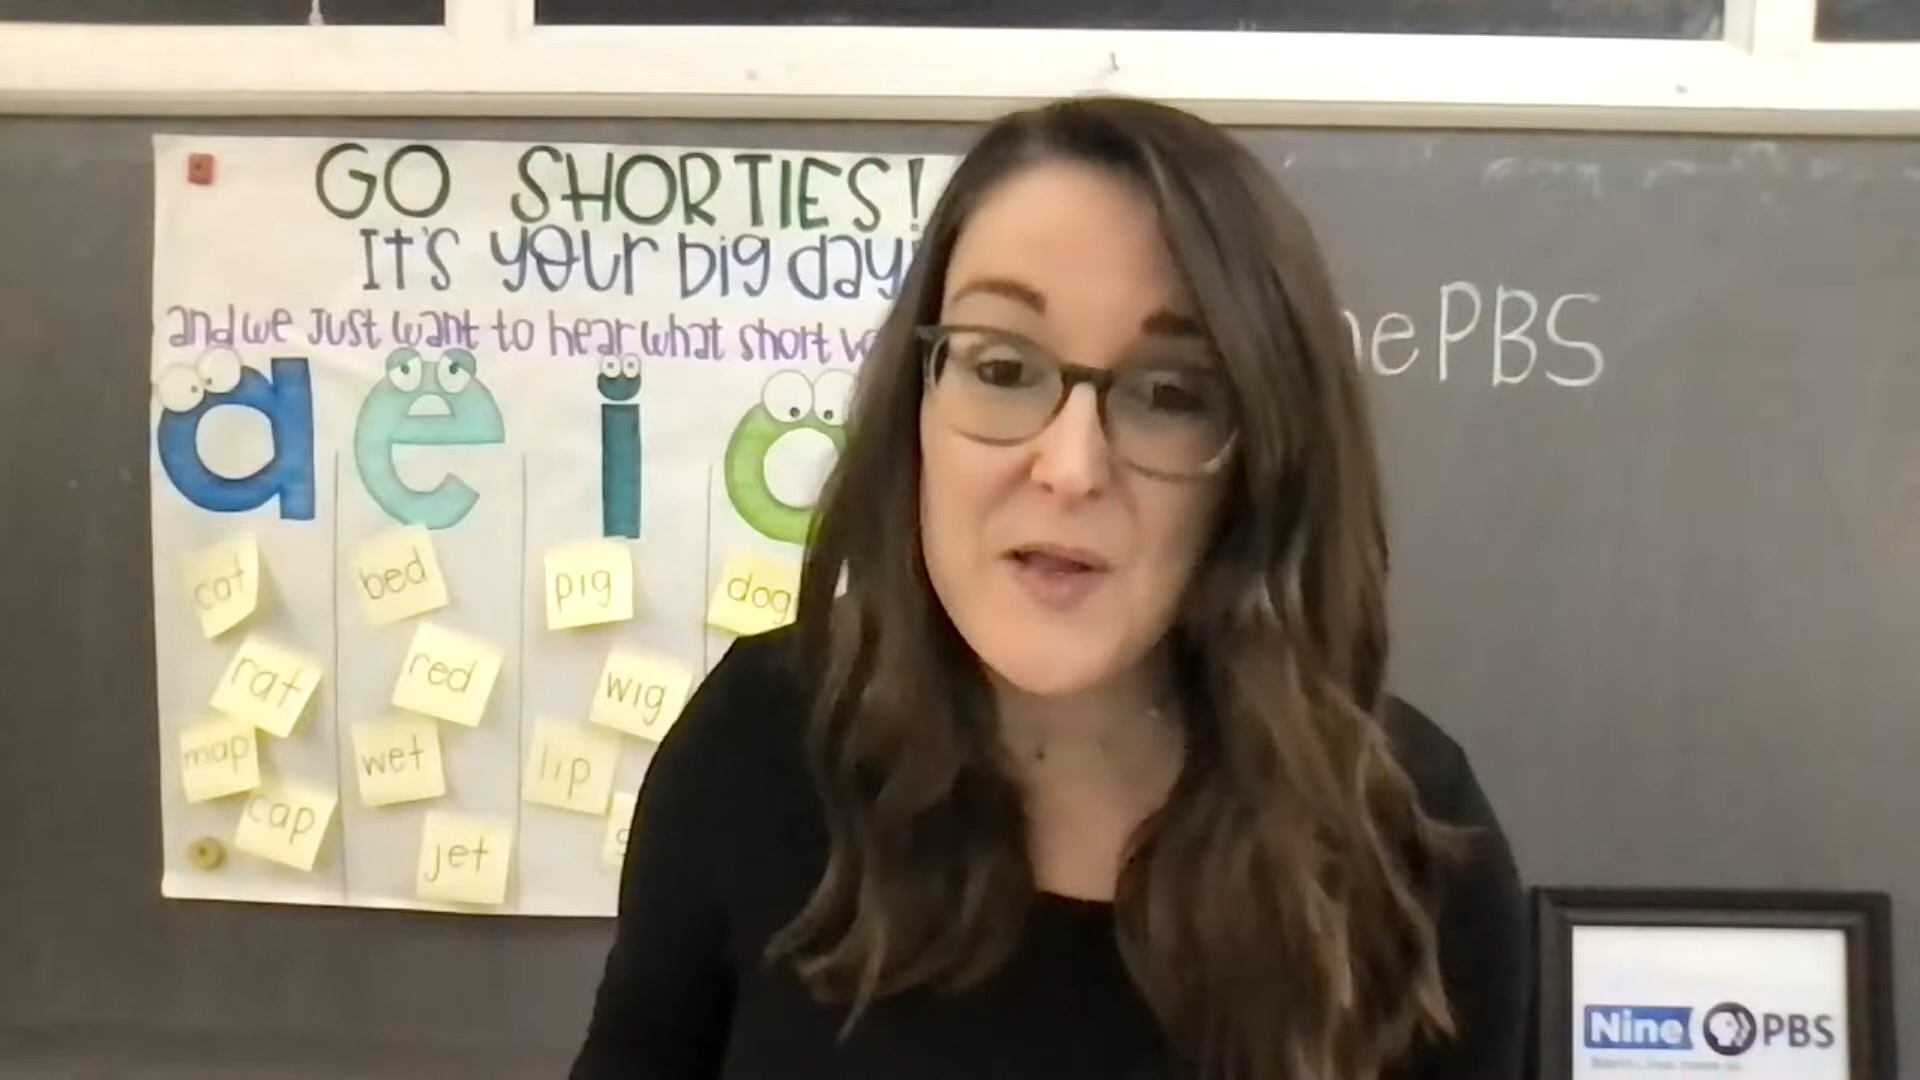 GO SHORTIES!
It's your big day!
and we just want to hear what short
a e i o
cat bed pig dog
rat red wig
map wet lip
cap jet
ePBS
Nine PBS